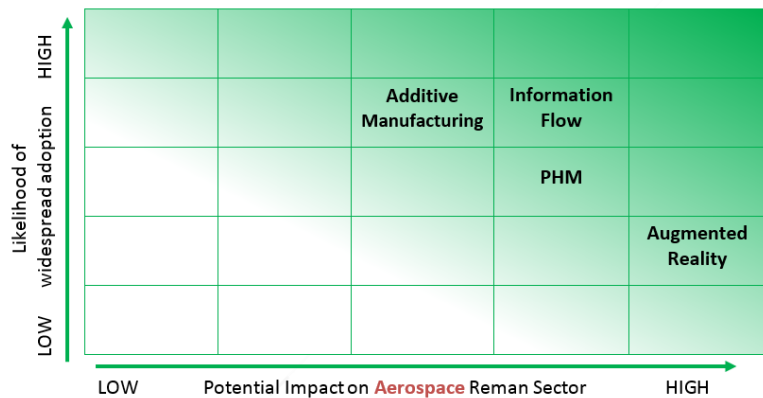 HIGH
Likelihood of
widespread adoption
LOW
Additive
Manufacturing
Information
Flow
PHM
Augmented
Reality
LOW
Potential Impact on Aerospace Reman Sector
HIGH